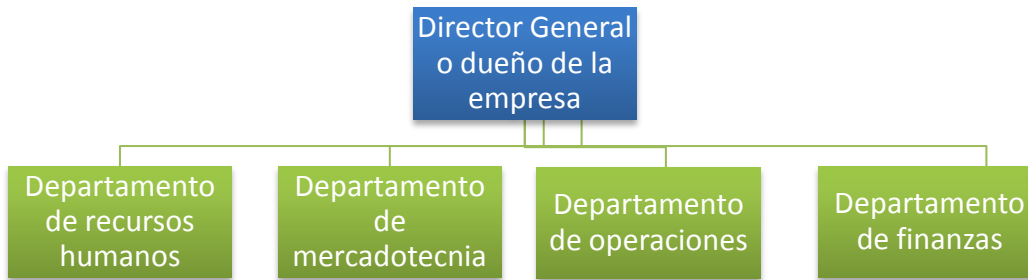 Director General
o dueño de la
empresa
Departamento
de recursos
humanos
Departamento
de
mercadotecnia
Departamento
de operaciones
Departamento
de finanzas